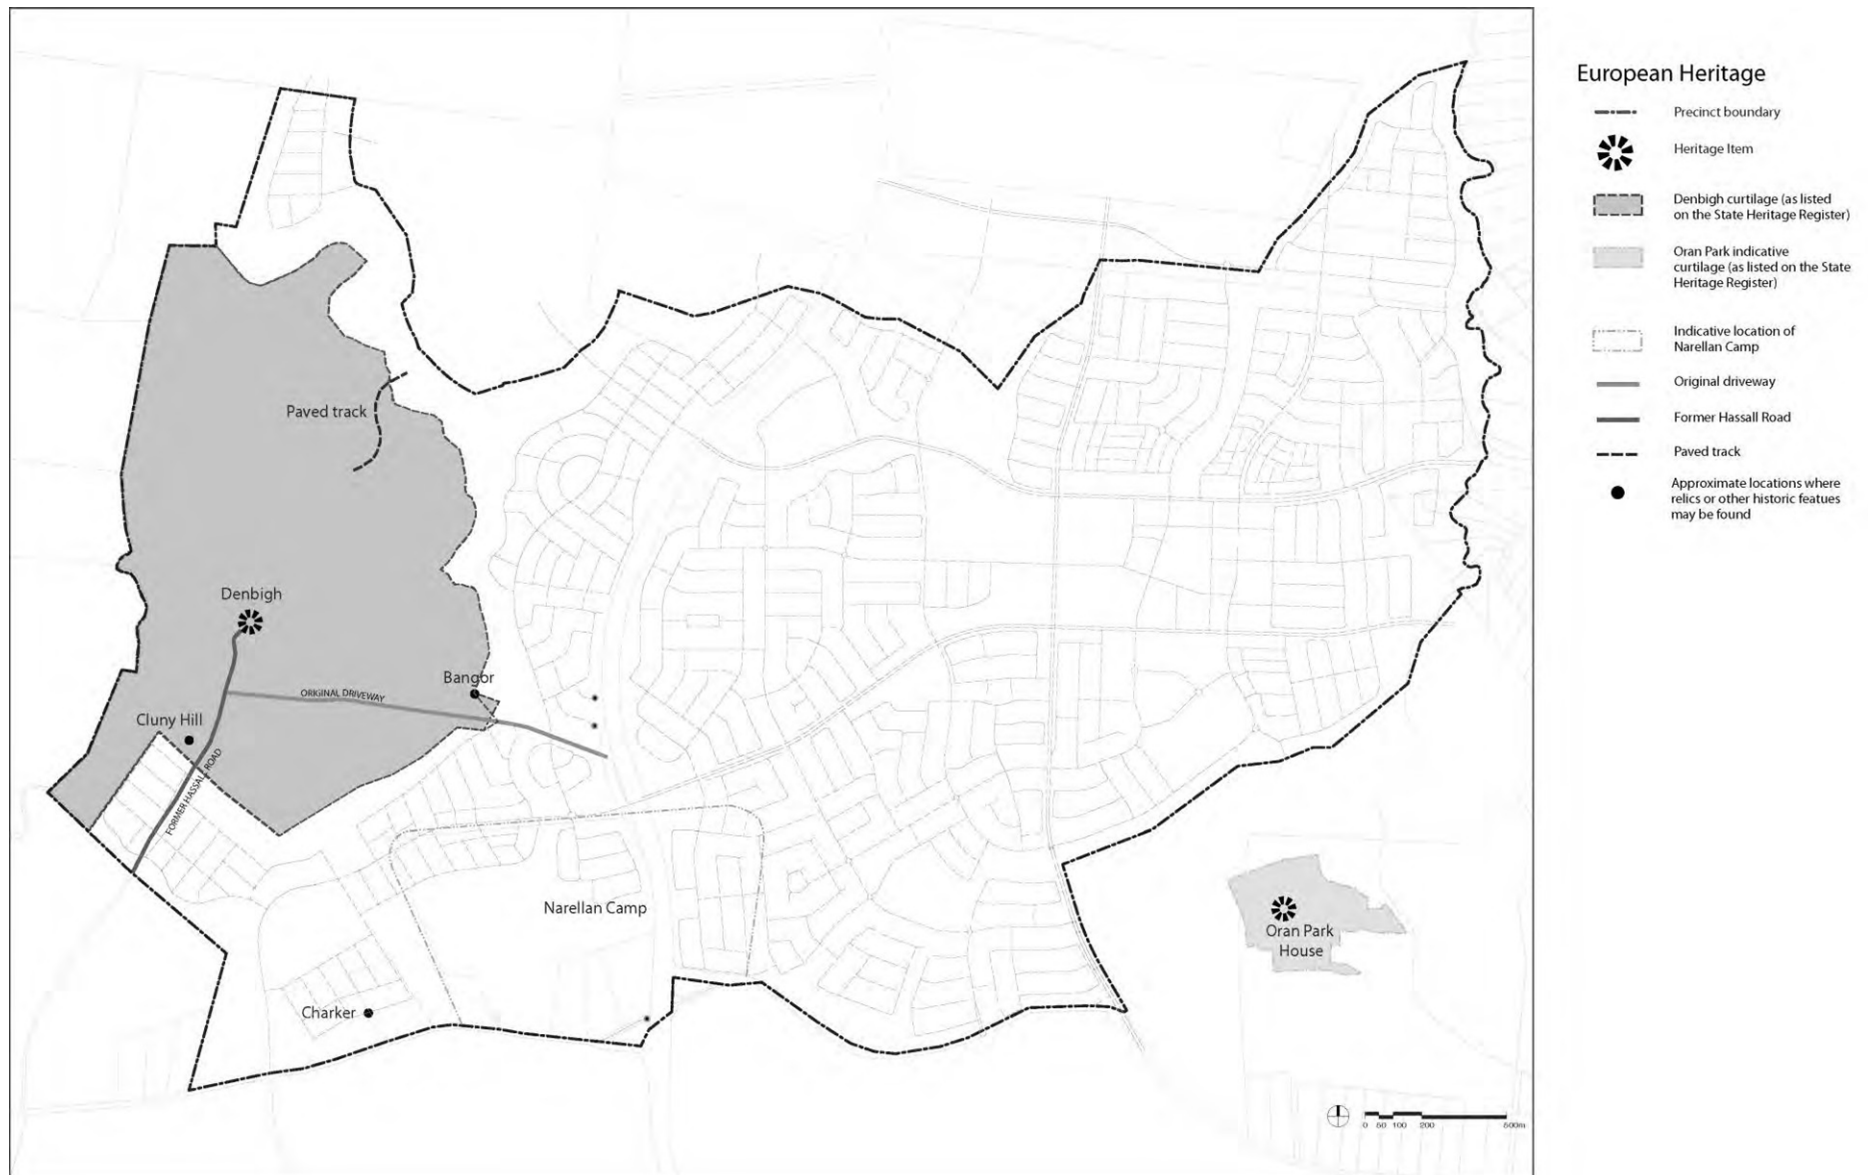 European Heritage
Precinct boundary
Heritage Item
Denbigh curtilage (as listed
on the State Heritage Register)
Oran Park indicative
curtilage (as listed on the State
Heritage Register)
Indicative location of
Narellan Camp
Original driveway
Former Hassall Road
Paved track
Approximate locations where
relics or other historic featues
may be found
Paved track
Denbigh
Bangor
ORIGINAL DRIVEWAY
Cluny Hill
FORMER HASSALL ROAD
Narellan Camp
Charker
Oran Park
House
0 50 100 200 500m